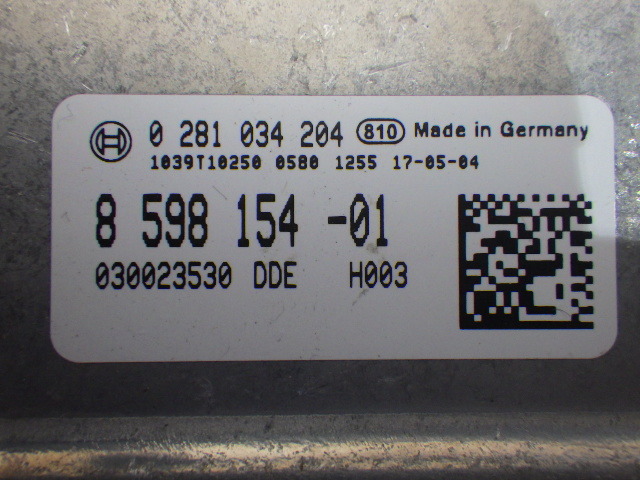 0 281 034 204 810 Made in Germany
1039T10250 0580 1255 17-05-04
8 598 154 -01
030023530 DDE H003